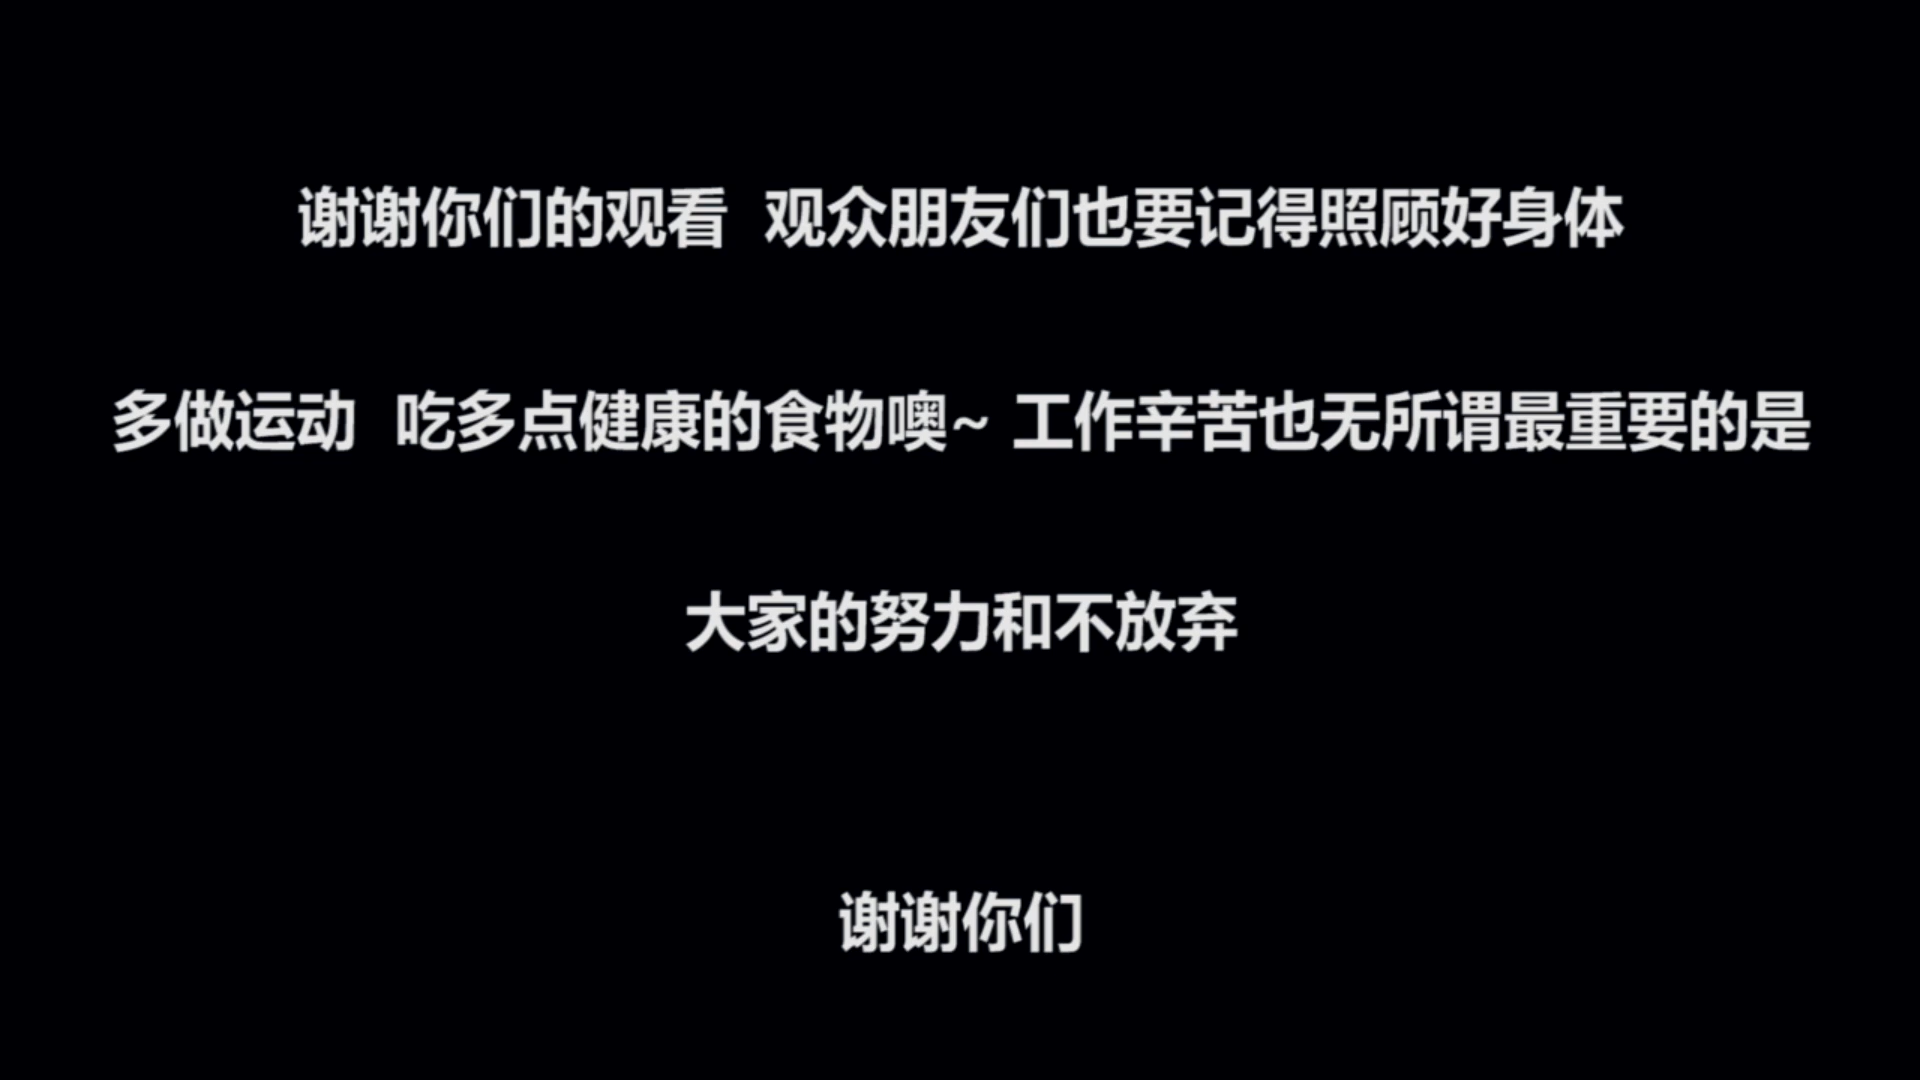 谢谢你们的观看 观众朋友们也要记得照顾好身体
多做运动 吃多点健康的食物噢~ 工作辛苦也无所谓最重要的是
大家的努力和不放弃
谢谢你们